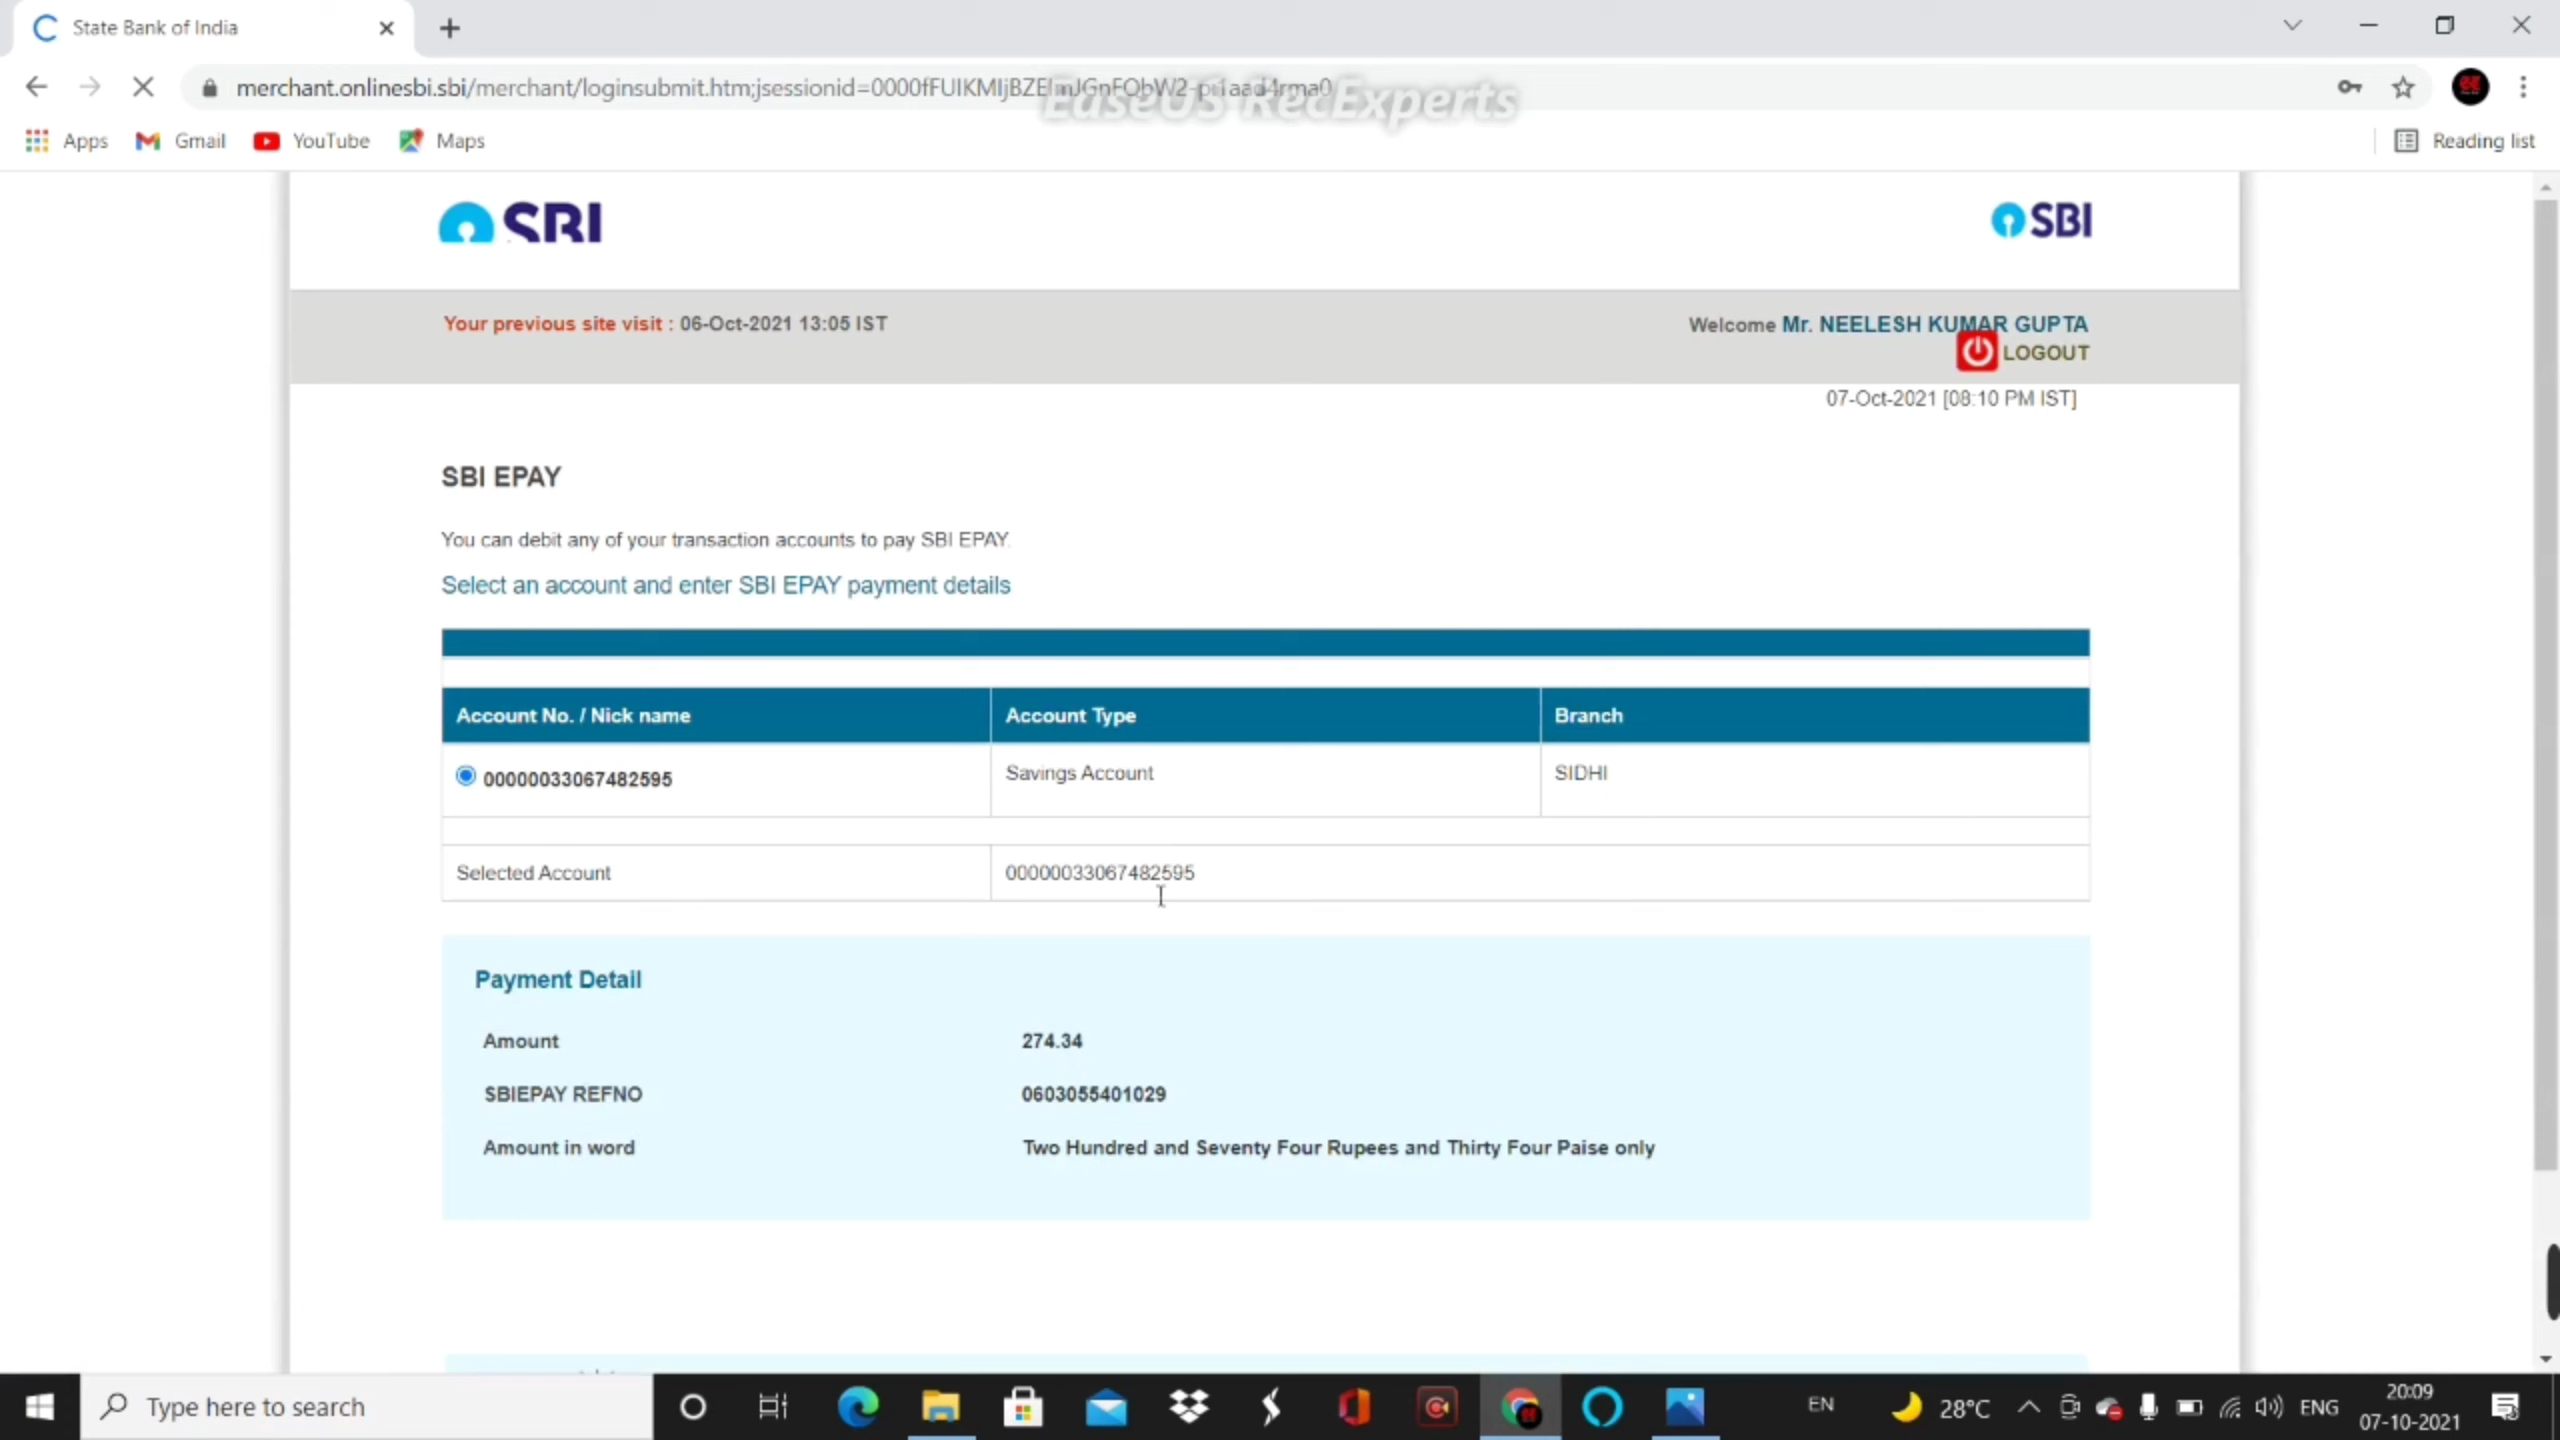 State Bank of India
merchant.onlinesbi.sbi/merchant/loginsubmit.htm;jsessionid=
EaseUS RecExperts
Apps Gmail YouTube Maps Reading list
SBI SBI
Your previous site visit : 06-Oct-2021 13:05 IST
Welcome Mr. NEELESH KUMAR GUPTA
LOGOUT
07-Oct-2021 [08:10 PM IST]
SBI EPAY
You can debit any of your transaction accounts to pay SBI EPAY.
Select an account and enter SBI EPAY payment details
Account No. / Nick name Account Type Branch
00000033067482595 Savings Account SIDHI
Selected Account 00000033067482595
Payment Detail
Amount 274.34
SBIEPAY REFNO 0603055401029
Amount in word Two Hundred and Seventy Four Rupees and Thirty Four Paise only
Type here to search
EN 28°C ENG
20:09
07-10-2021